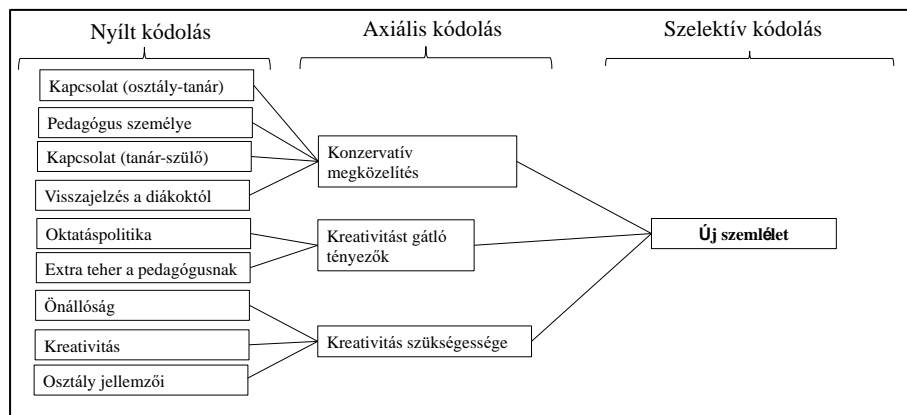 Nyílt kódolás
Axiális kódolás
Szelektív kódolás
Kapcsolat (osztály-tanár)
Pedagógus személye
Kapcsolat (tanár-szülő)
Visszajelzés a diákoktól
Oktatáspolitika
Extra teher a pedagógusnak
Önállóság
Kreativitás
Osztály jellemzői
Konzervatív
megközelítés
Kreativitást gátló
tényezők
Kreativitás szükségessége
Új szemlélet